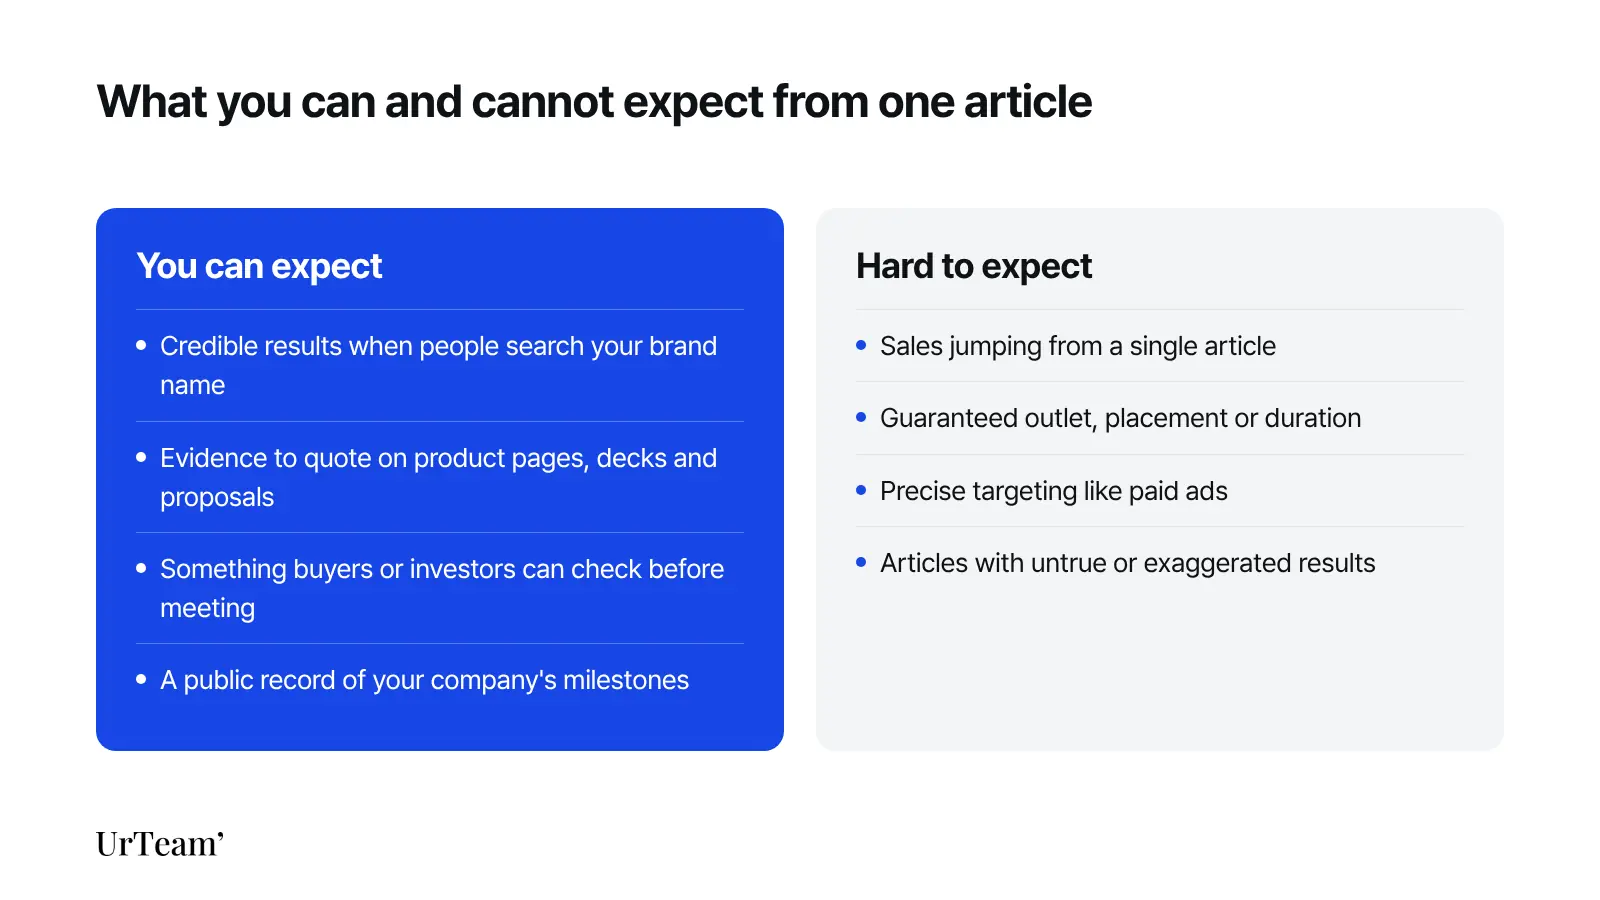 What you can and cannot expect from one article
You can expect
Credible results when people search your brand
name
Evidence to quote on product pages, decks and
proposals
Something buyers or investors can check before
meeting
A public record of your company's milestones
Hard to expect
Sales jumping from a single article
Guaranteed outlet, placement or duration
Precise targeting like paid ads
Articles with untrue or exaggerated results
UrTeam’